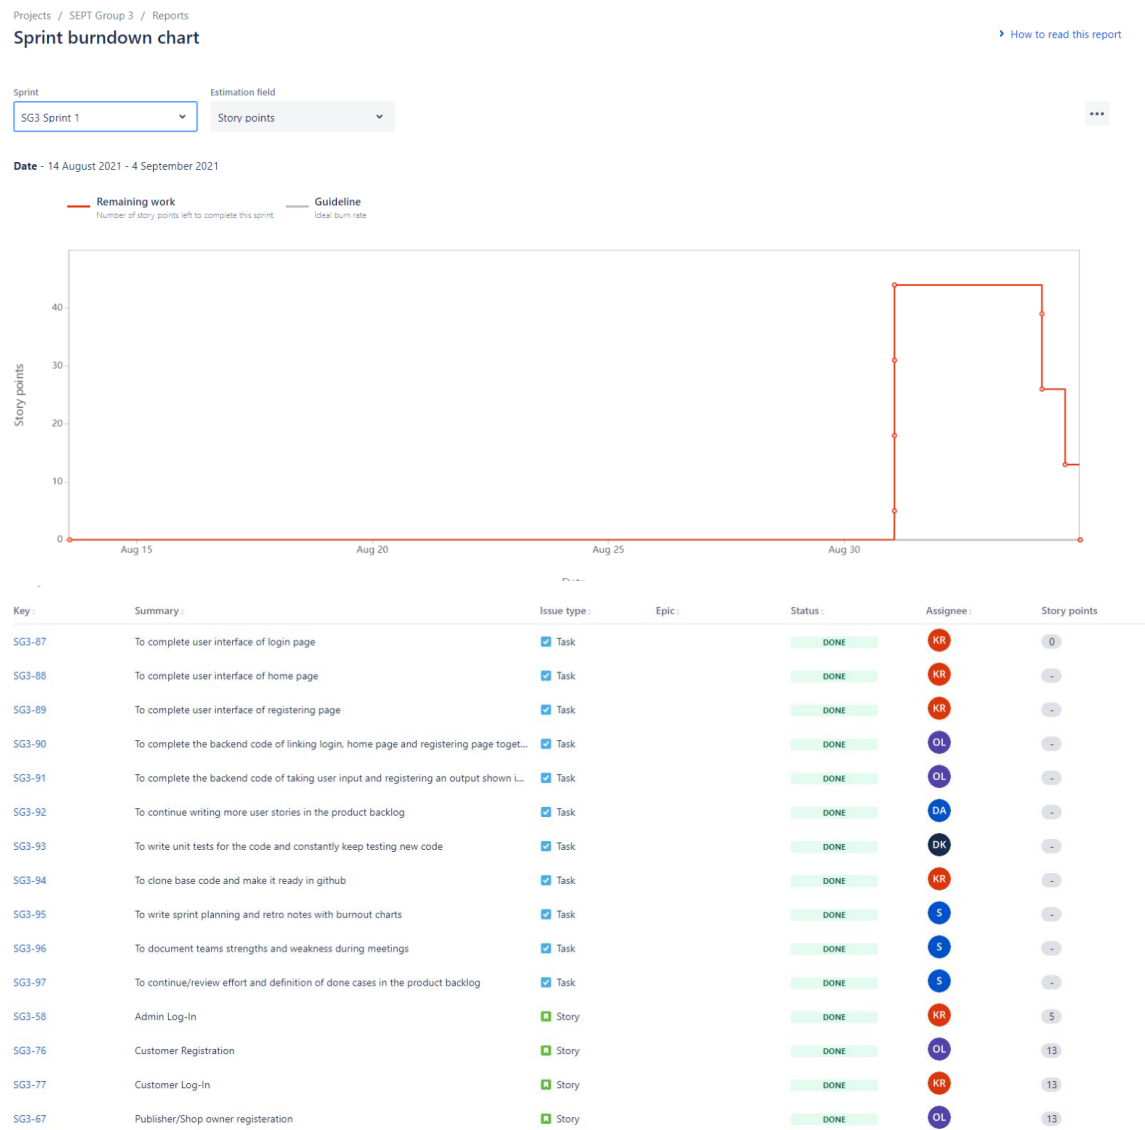 Projects / SEPT Group 3 / Reports
Sprint burndown chart
How to read this report
Sprint
Estimation field
SG3 Sprint 1
Story points
Date - 14 August 2021 - 4 September 2021
Remaining work
Number of story points left to complete this sprint
Guideline
Ideal burn rate
Story points
40
30
20
10
0
Aug 15 Aug 20 Aug 25 Aug 30
Key Summary Issue type Epic Status Assignee Story points
SG3-87 To complete user interface of login page Task DONE KR 0
SG3-88 To complete user interface of home page Task DONE KR -
SG3-89 To complete user interface of registering page Task DONE KR -
SG3-90 To complete the backend code of linking login, home page and registering page toget... Task DONE OL -
SG3-91 To complete the backend code of taking user input and registering an output shown i... Task DONE OL -
SG3-92 To continue writing more user stories in the product backlog Task DONE DA -
SG3-93 To write unit tests for the code and constantly keep testing new code Task DONE DK -
SG3-94 To clone base code and make it ready in github Task DONE KR -
SG3-95 To write sprint planning and retro notes with burnout charts Task DONE S -
SG3-96 To document teams strengths and weakness during meetings Task DONE S -
SG3-97 To continue/review effort and definition of done cases in the product backlog Task DONE S -
SG3-58 Admin Log-In Story DONE KR 5
SG3-76 Customer Registration Story DONE OL 13
SG3-77 Customer Log-In Story DONE KR 13
SG3-67 Publisher/Shop owner registeration Story DONE OL 13